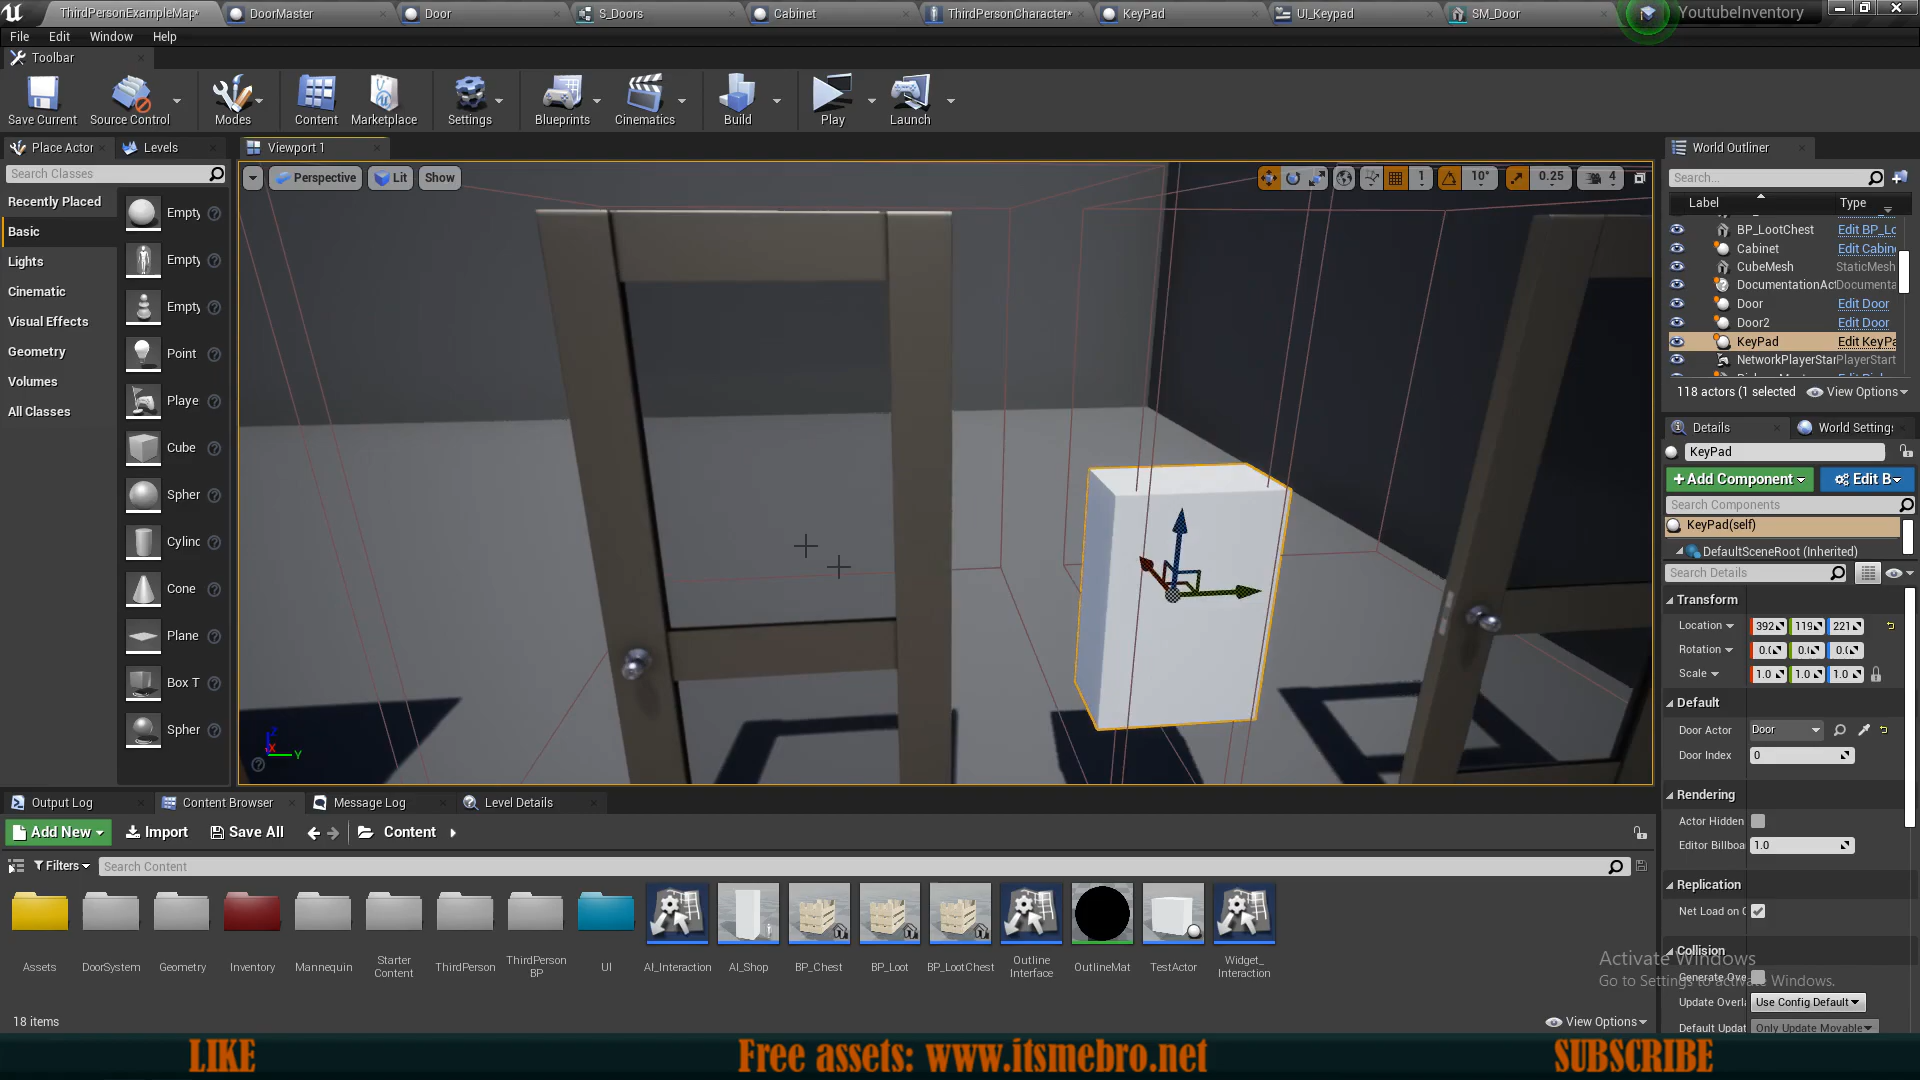 ThirdPersonExampleMap*
DoorMaster
Door
S_Doors
Cabinet
ThirdPersonCharacter*
KeyPad
UI_Keypad
SM_Door
YoutubeInventory
File Edit Window Help
Toolbar
Save Current
Source Control
Modes
Content
Marketplace
Settings
Blueprints
Cinematics
Build
Play
Launch
Place Actor
Levels
Viewport 1
World Outliner
Search Classes
Perspective
Lit
Show
1
10°
0.25
4
Search...
Label
Type
Recently Placed
Basic
Lights
Cinematic
Visual Effects
Geometry
Volumes
All Classes
Empty
Empty
Empty
Point
Playe
Cube
Spher
Cylinc
Cone
Plane
Box T
Spher
BP_LootChest Edit BP_Lc
Cabinet Edit Cabin
CubeMesh StaticMesh
DocumentationAct Documenta
Door Edit Door
Door2 Edit Door
KeyPad Edit KeyPa
NetworkPlayerStar PlayerStart
118 actors (1 selected
View Options
Details
World Settings
KeyPad
+Add Component
Edit B
Search Components
KeyPad(self)
DefaultSceneRoot (Inherited)
Search Details
Transform
Location 392 119 221
Rotation 0.0 0.0 0.0
Scale 1.0 1.0 1.0
Default
Door Actor Door
Door Index 0
Rendering
Actor Hidden
Editor Billboa 1.0
Replication
Net Load on C
Collision
Generate Ove
Update Overla Use Config Default
Default Updat Only Update Movable
Z
X
Y
Output Log
Content Browser
Message Log
Level Details
Add New
Import
Save All
Content
Filters
Search Content
Assets
DoorSystem
Geometry
Inventory
Mannequin
Starter Content
ThirdPerson
ThirdPerson BP
UI
AI_Interaction
AI_Shop
BP_Chest
BP_Loot
BP_LootChest
Outline Interface
OutlineMat
TestActor
Widget_ Interaction
Activate Windows
Go to Settings to activate Windows.
18 items
View Options
LIKE
Free assets: www.itsmebro.net
SUBSCRIBE